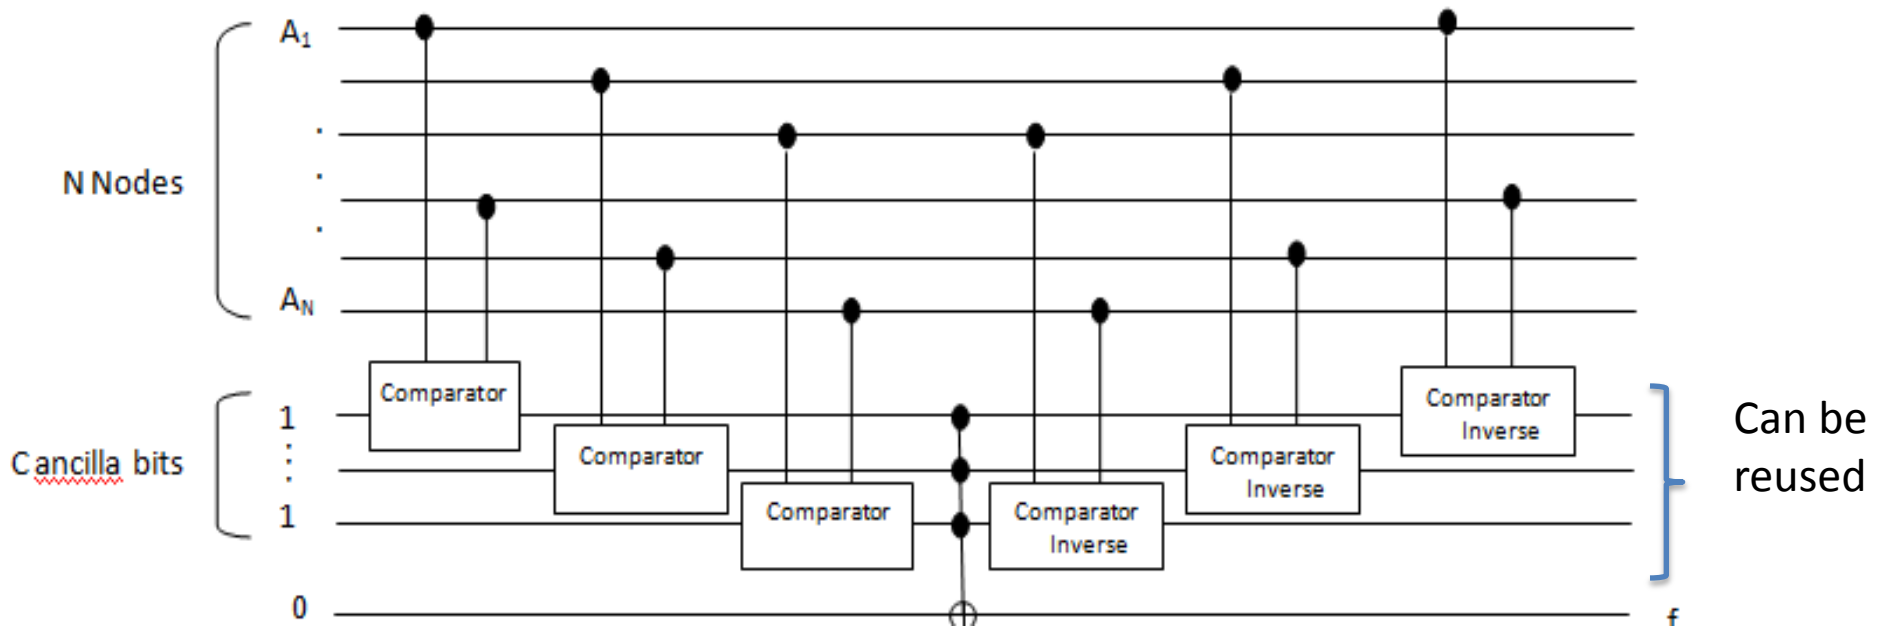 A1
.
.
.
N Nodes
AN
Comparator
Comparator
Comparator
Comparator
Inverse
Comparator
Inverse
Comparator
Inverse
1
Cancilla bits
1
0
Can be
reused
f